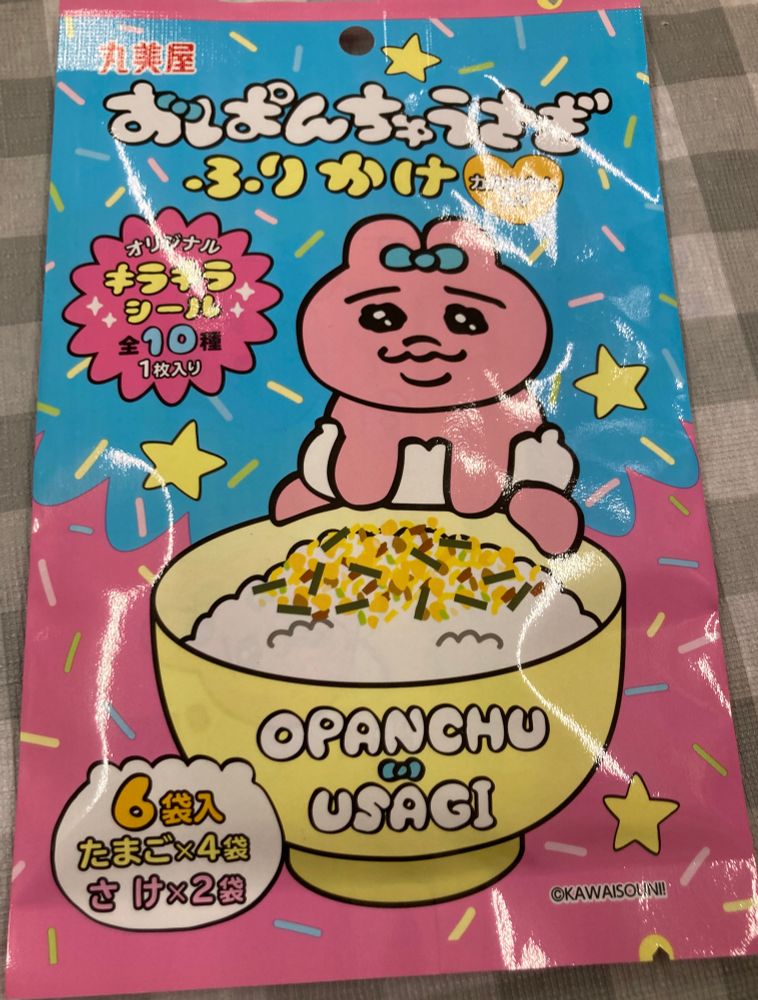 丸美屋
おぱんちゅうさぎ
ふりかけ
オリジナル
キラキラ
シール
全10種
1枚入り
OPANCHU
USAGI
6袋入
たまご×4袋
さけ×2袋
©KAWAISOUNI!